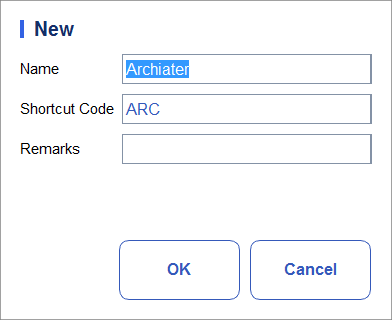 New
Name Archiater
Shortcut Code ARC
Remarks
OK Cancel